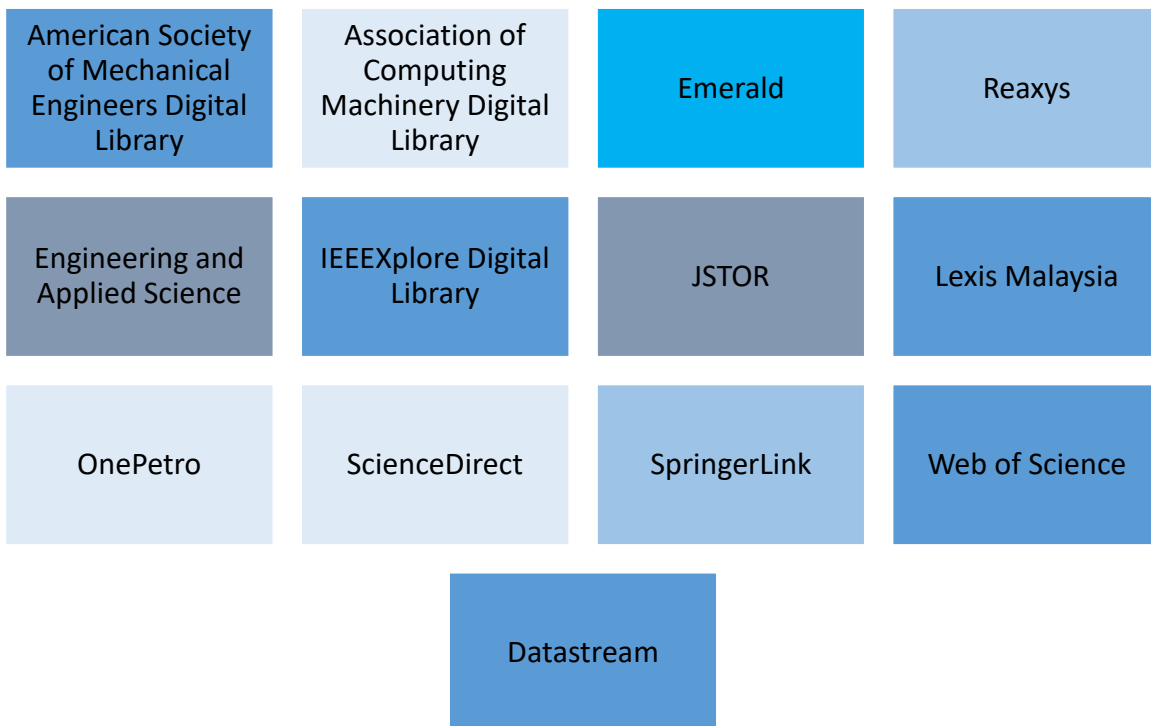 American Society
of Mechanical
Engineers Digital
Library
Association of
Computing
Machinery Digital
Library
Emerald
Reaxys
Engineering and
Applied Science
IEEEXplore Digital
Library
JSTOR
Lexis Malaysia
OnePetro
ScienceDirect
SpringerLink
Web of Science
Datastream